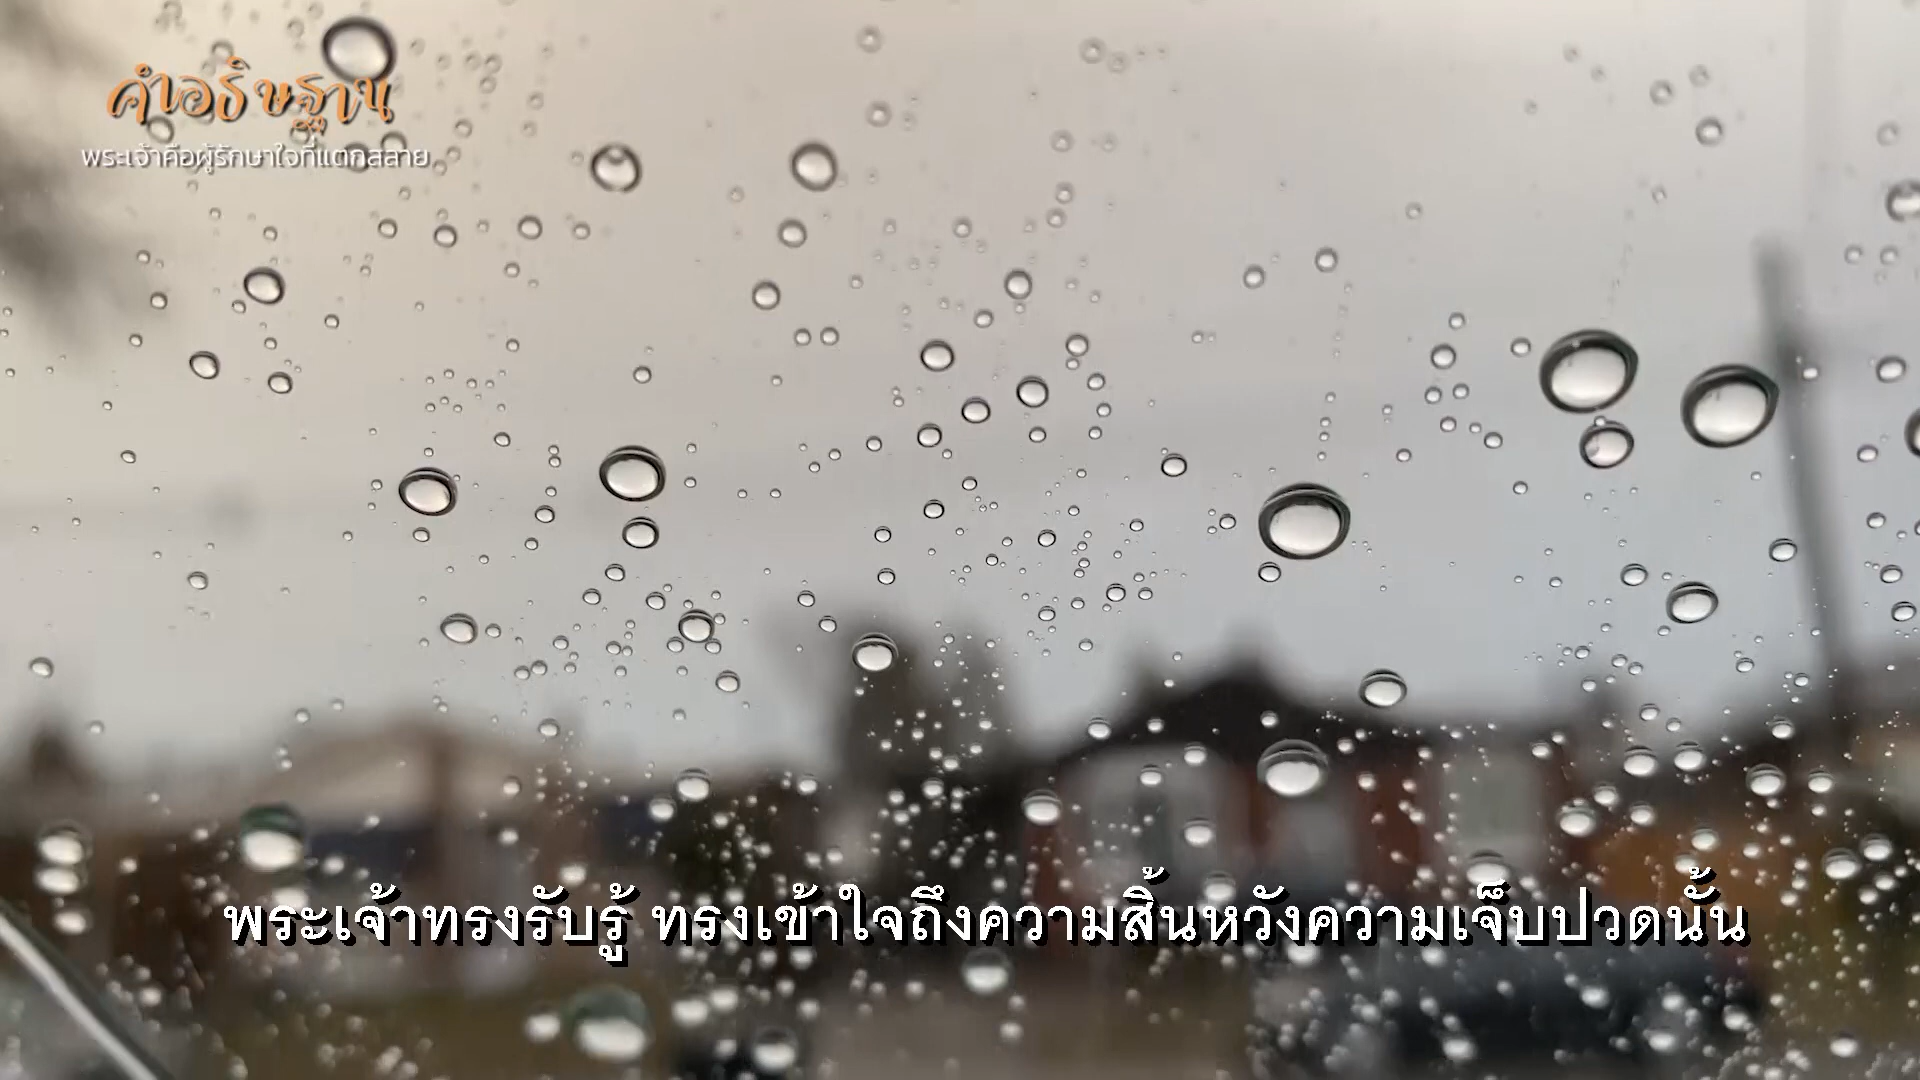 คำอธิษฐาน
พระเจ้าคือผู้รักษาใจที่แตกสลาย
พระเจ้าทรงรับรู้ ทรงเข้าใจถึงความสิ้นหวังความเจ็บปวดนั้น